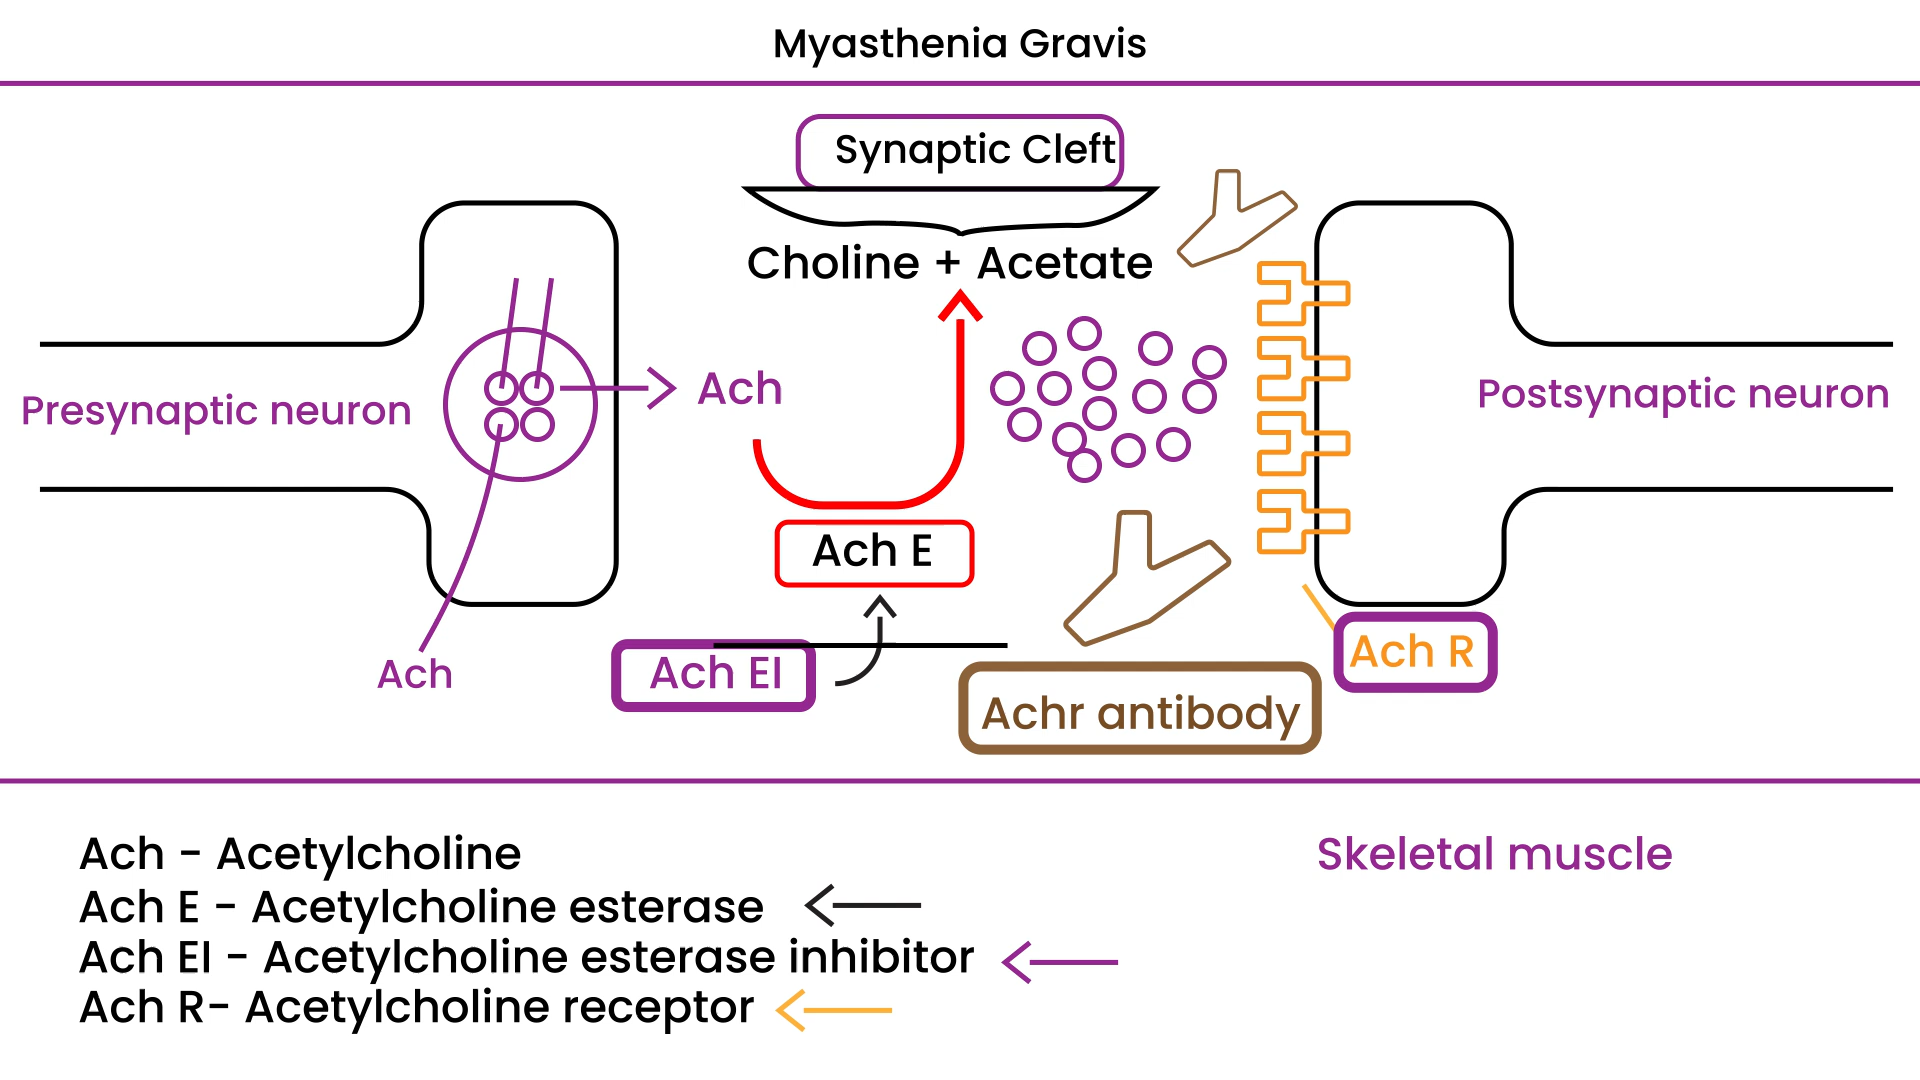 Myasthenia Gravis
Synaptic Cleft
Choline + Acetate
Presynaptic neuron
Ach
Postsynaptic neuron
Ach E
Ach
Ach EI
Achr antibody
Ach R
Ach - Acetylcholine
Ach E - Acetylcholine esterase
Ach EI - Acetylcholine esterase inhibitor
Ach R- Acetylcholine receptor
Skeletal muscle